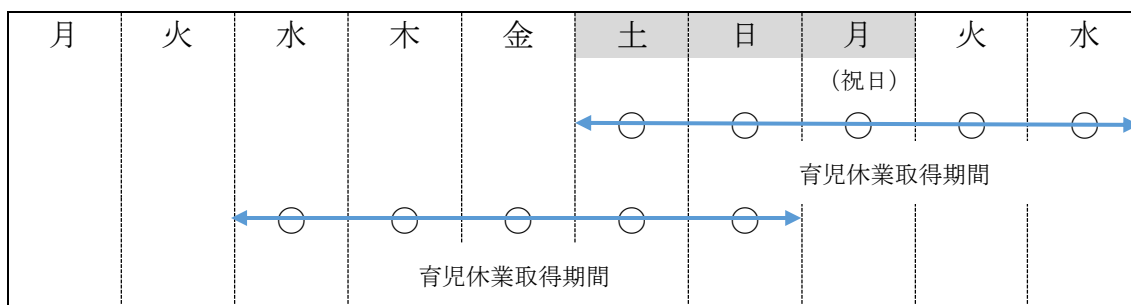 月 火 水 木 金 土 日 月 火 水
（祝日）
育児休業取得期間
育児休業取得期間